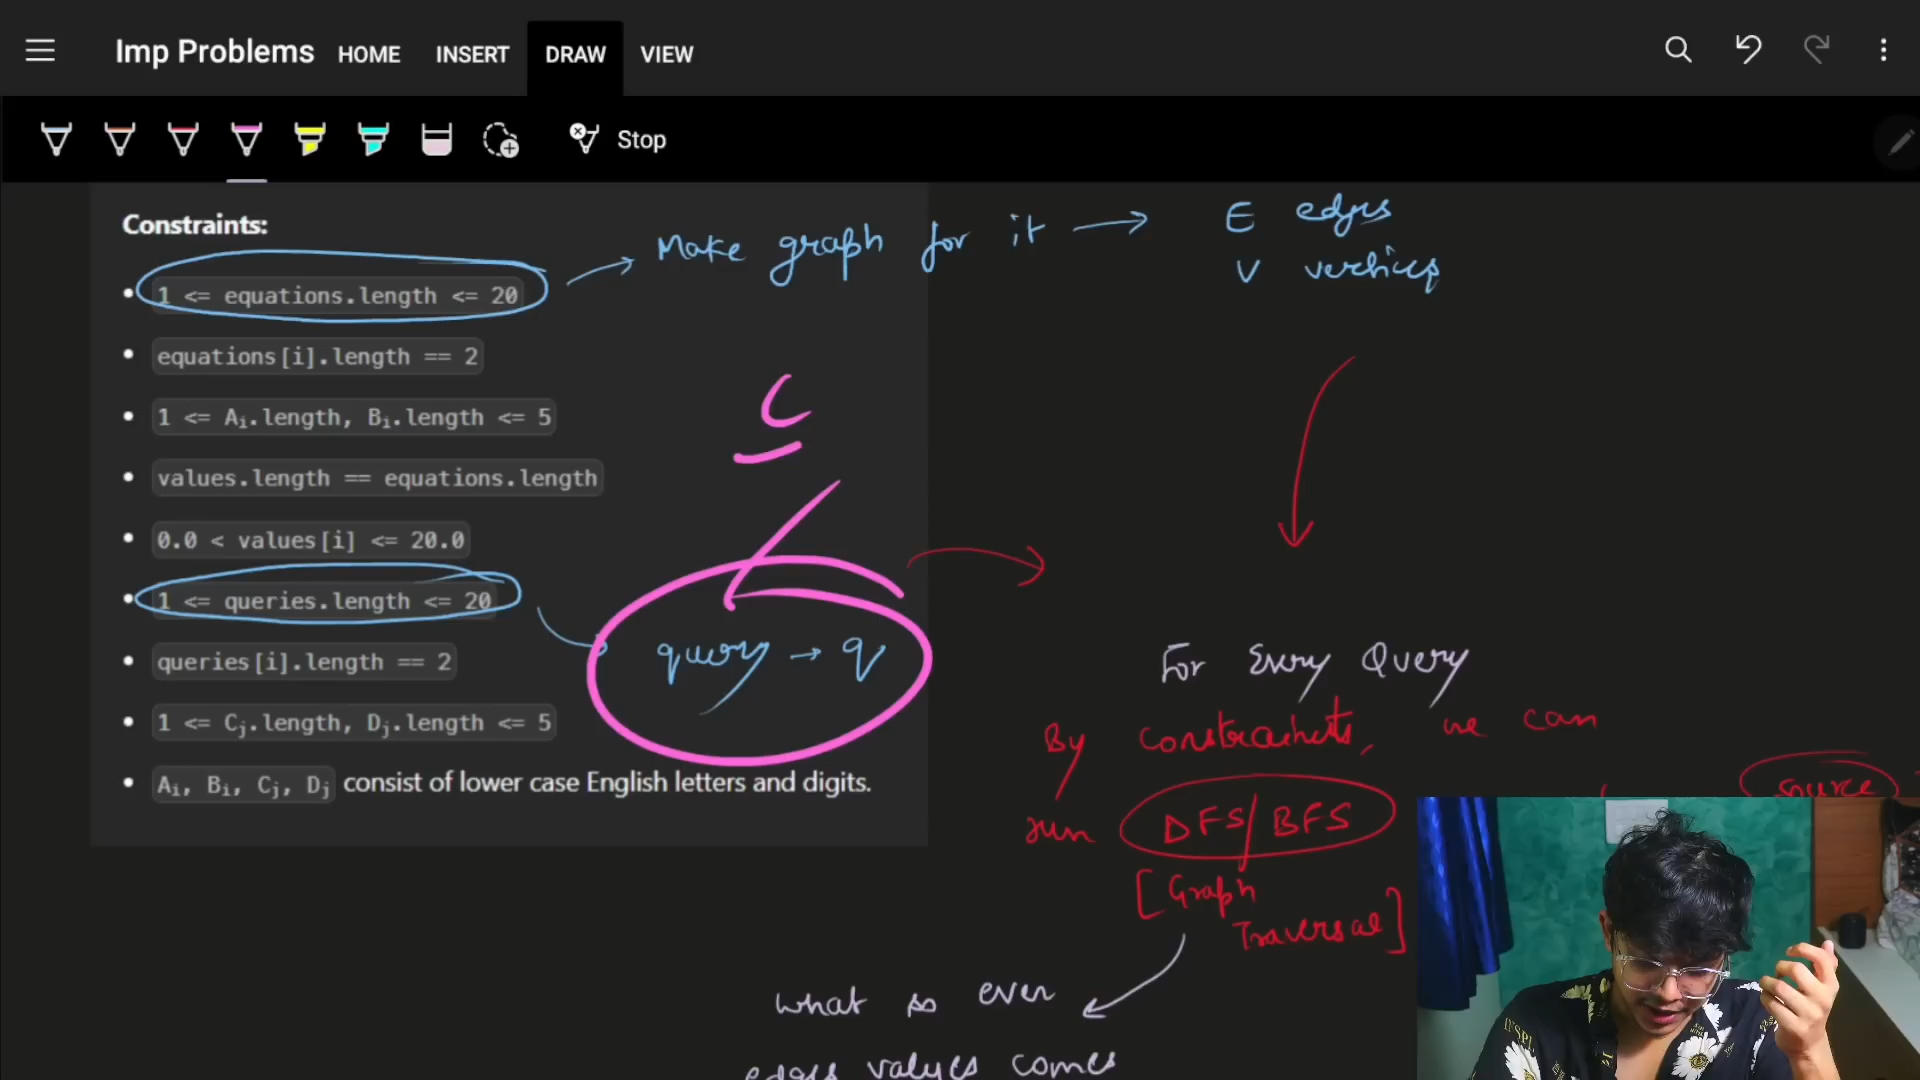 Imp Problems HOME INSERT DRAW VIEW
Stop
Constraints:
1 <= equations.length <= 20
equations[i].length == 2
1 <= Ai.length, Bi.length <= 5
values.length == equations.length
0.0 < values[i] <= 20.0
1 <= queries.length <= 20
queries[i].length == 2
1 <= Cj.length, Dj.length <= 5
Ai, Bi, Cj, Dj consist of lower case English letters and digits.
Make graph for it → E edges
V vertices
C
query → q
For Every Query
By constraints, we can
run DFS/BFS
source
[Graph
Traversal]
what so ever
edges values comes